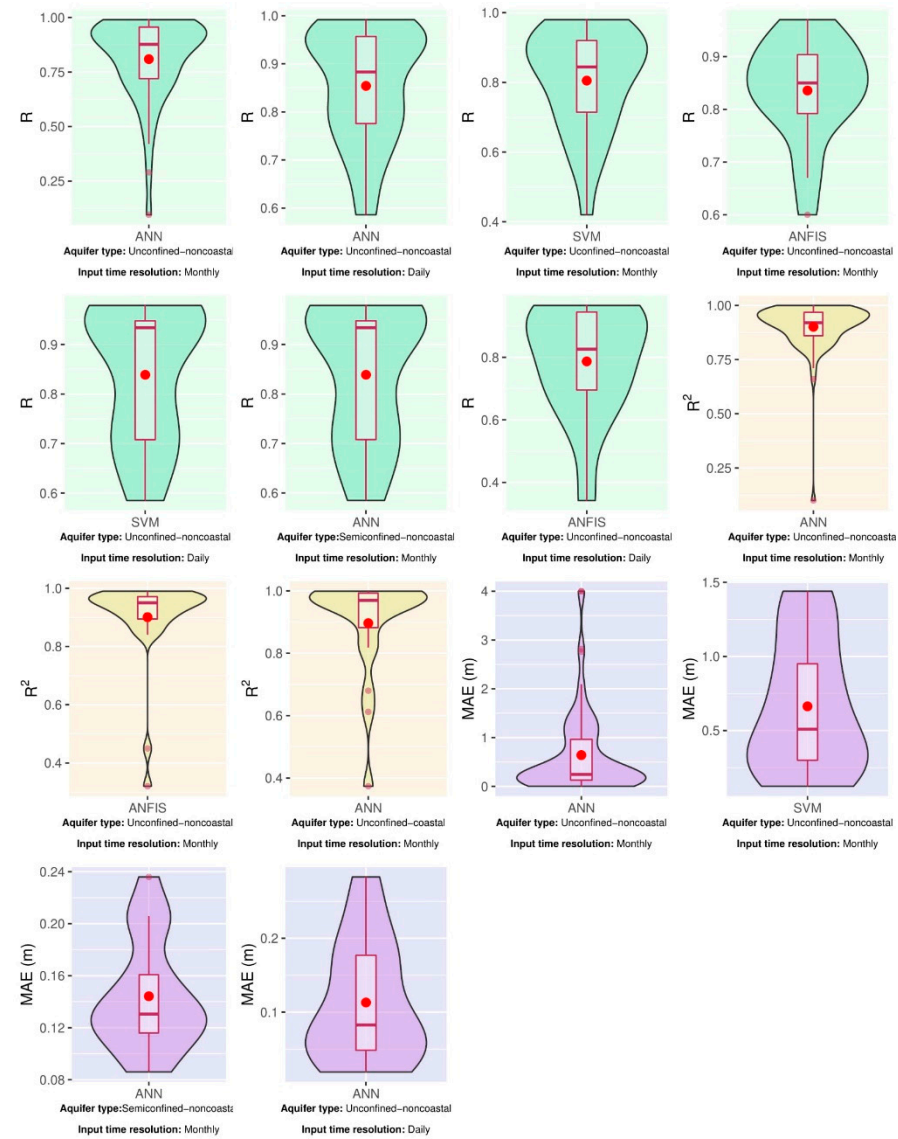 1.00
0.75
0.50
0.25
R
ANN
Aquifer type: Unconfined−noncoastal
Input time resolution: Monthly
1.0
0.9
0.8
0.7
0.6
R
ANN
Aquifer type: Unconfined−noncoastal
Input time resolution: Daily
1.0
0.8
0.6
0.4
R
SVM
Aquifer type: Unconfined−noncoastal
Input time resolution: Monthly
0.9
0.8
0.7
0.6
R
ANFIS
Aquifer type: Unconfined−noncoastal
Input time resolution: Monthly
0.9
0.8
0.7
0.6
R
SVM
Aquifer type: Unconfined−noncoastal
Input time resolution: Daily
0.9
0.8
0.7
0.6
R
ANN
Aquifer type:Semiconfined−noncoastal
Input time resolution: Monthly
0.8
0.6
0.4
R
ANFIS
Aquifer type: Unconfined−noncoastal
Input time resolution: Daily
1.00
0.75
0.50
0.25
R²
ANN
Aquifer type: Unconfined−noncoastal
Input time resolution: Monthly
1.0
0.8
0.6
0.4
R²
ANFIS
Aquifer type: Unconfined−noncoastal
Input time resolution: Monthly
1.0
0.8
0.6
0.4
R²
ANN
Aquifer type: Unconfined−coastal
Input time resolution: Monthly
4
3
2
1
0
MAE (m)
ANN
Aquifer type: Unconfined−noncoastal
Input time resolution: Monthly
1.5
1.0
0.5
MAE (m)
SVM
Aquifer type: Unconfined−noncoastal
Input time resolution: Monthly
0.24
0.20
0.16
0.12
0.08
MAE (m)
ANN
Aquifer type:Semiconfined−noncoasta
Input time resolution: Monthly
0.2
0.1
MAE (m)
ANN
Aquifer type: Unconfined−noncoastal
Input time resolution: Daily